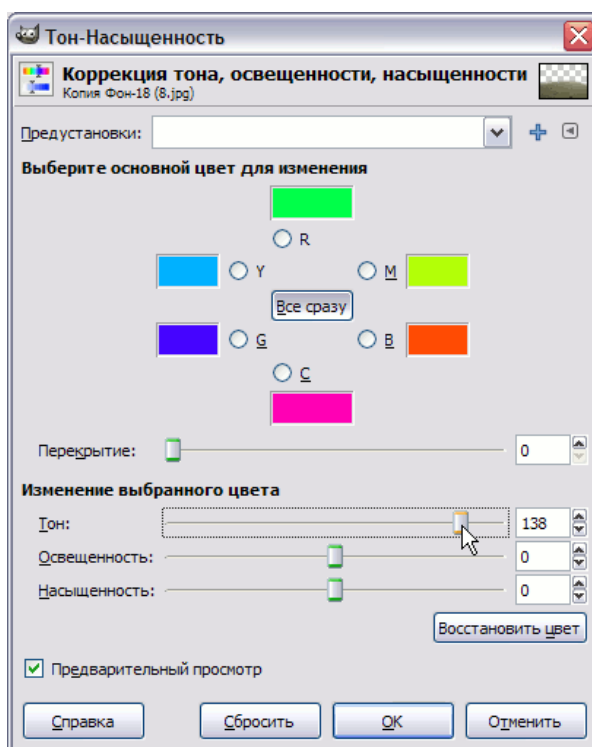 Тон-Насыщенность
Коррекция тона, освещенности, насыщенности
Копия Фон-18 (8.jpg)
Предустановки:
Выберите основной цвет для изменения
R
Y M
Все сразу
G B
C
Перекрытие: 0
Изменение выбранного цвета
Тон: 138
Освещенность: 0
Насыщенность: 0
Восстановить цвет
Предварительный просмотр
Справка Сбросить OK Отменить